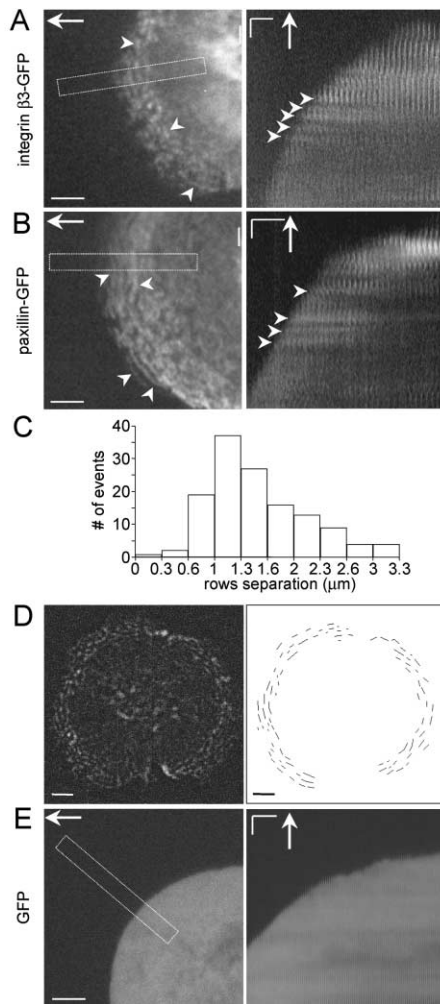 A
integrin β3-GFP
B
paxillin-GFP
C
# of events
40
30
20
10
0
0 0.3 0.6 1 1.3 1.6 2 2.3 2.6 3 3.3
rows separation (μm)
D
E
GFP